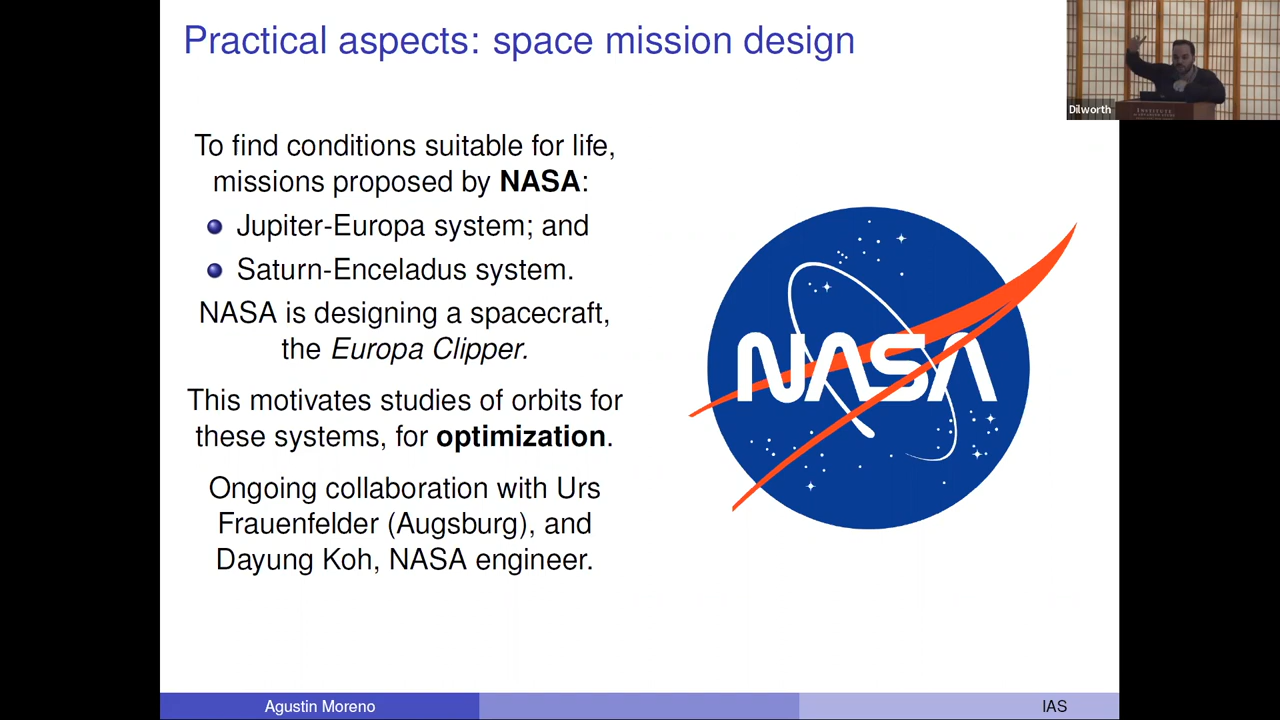 Practical aspects: space mission design
Dilworth
INSTITUTE
To find conditions suitable for life,
missions proposed by NASA:
Jupiter-Europa system; and
Saturn-Enceladus system.
NASA is designing a spacecraft,
the Europa Clipper.
This motivates studies of orbits for
these systems, for optimization.
Ongoing collaboration with Urs
Frauenfelder (Augsburg), and
Dayung Koh, NASA engineer.
NASA
Agustin Moreno
IAS